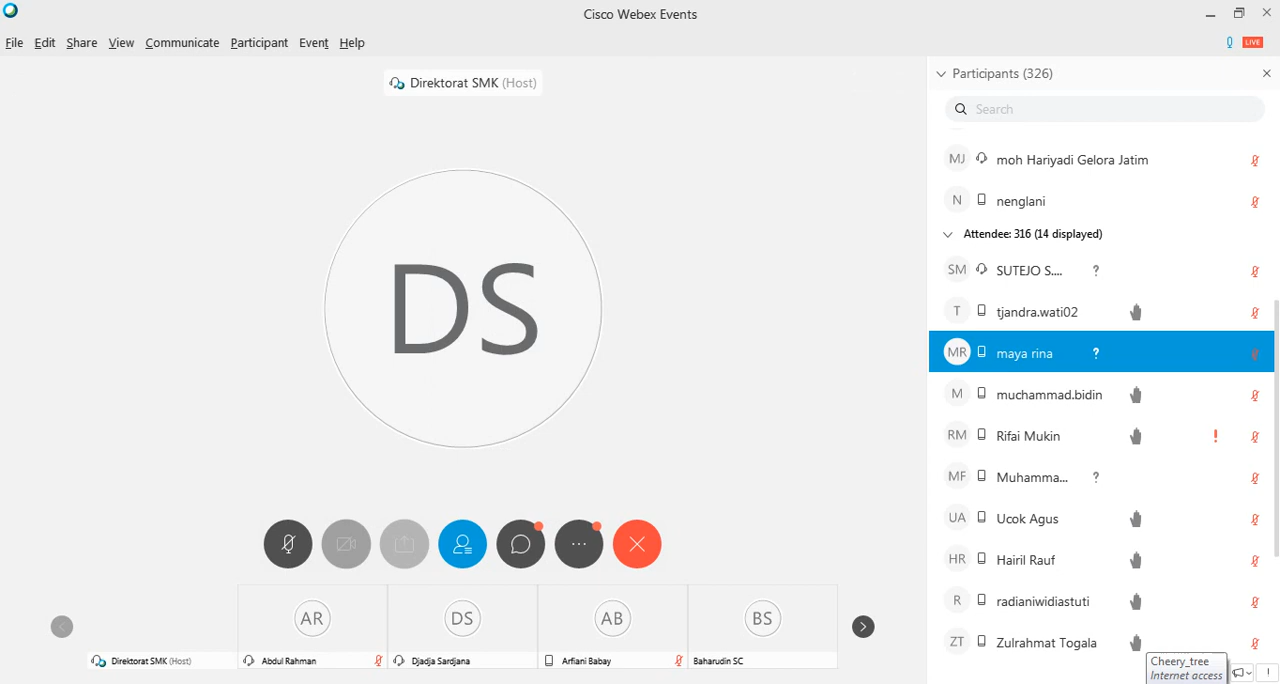 Cisco Webex Events
File Edit Share View Communicate Participant Event Help
LIVE
Direktorat SMK (Host)
DS
AR
DS
AB
BS
Direktorat SMK (Host)
Abdul Rahman
Djadja Sardjana
Arfiani Babay
Baharudin SC
Participants (326)
Search
MJ moh Hariyadi Gelora Jatim
N nenglani
Attendee: 316 (14 displayed)
SM SUTEJO S.... ?
T tjandra.wati02
MR maya rina ?
M muchammad.bidin
RM Rifai Mukin !
MF Muhamma... ?
UA Ucok Agus
HR Hairil Rauf
R radianiwidiastuti
ZT Zulrahmat Togala
Cheery_tree
Internet access
!